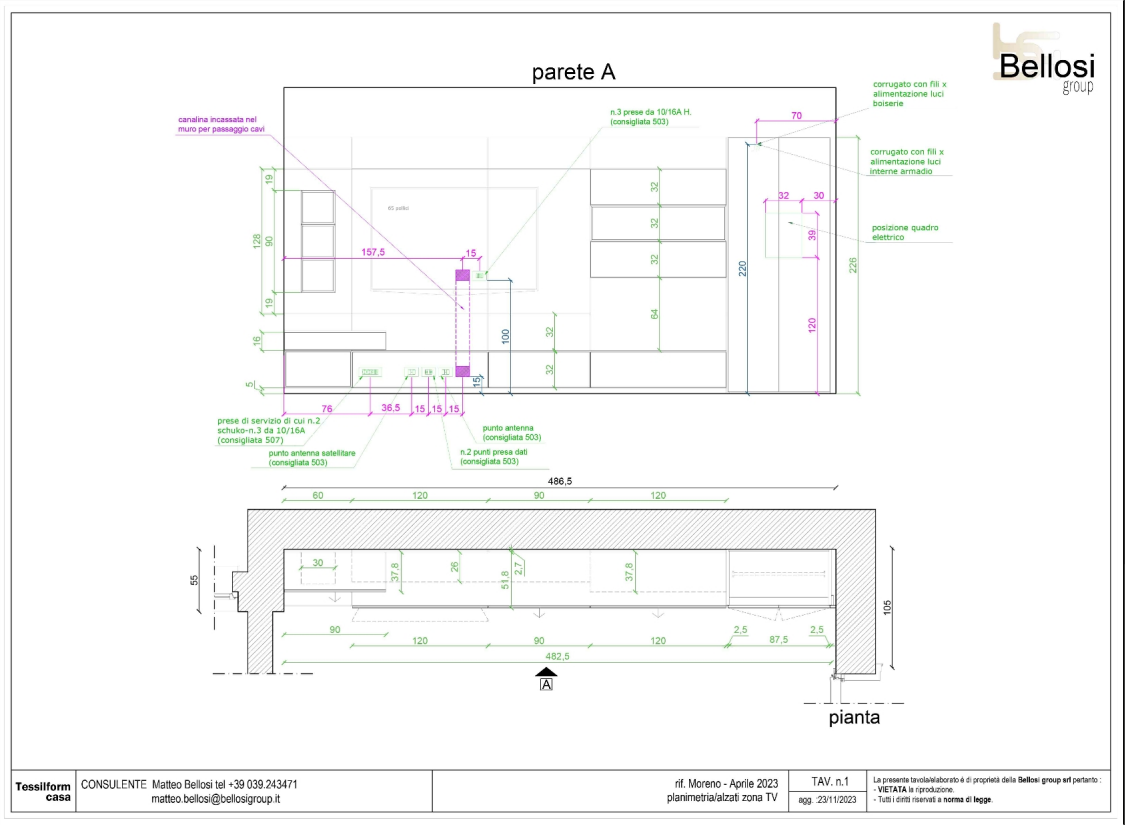 Bellosi
group
parete A
canalina incassata nel
muro per passaggio cavi
n.3 prese da 10/16A H.
(consigliata 503)
corrugato con fili x
alimentazione luci
boiserie
70
corrugato con fili x
alimentazione luci
interne armadio
posizione quadro
elettrico
65 pollici
19
90
128
19
16
5
157,5
15
32
32
32
64
32
32
100
15
32
30
39
120
220
226
76
36,5
15
15
15
prese di servizio di cui n.2
schuko-n.3 da 10/16A
(consigliata 507)
punto antenna satellitare
(consigliata 503)
punto antenna
(consigliata 503)
n.2 punti presa dati
(consigliata 503)
486,5
60
120
90
120
55
30
37,8
26
51,8
2,7
37,8
105
90
120
90
120
2,5
87,5
2,5
482,5
A
pianta
Tessilform
casa
CONSULENTE Matteo Bellosi tel +39 039.243471
matteo.bellosi@bellosigroup.it
rif. Moreno - Aprile 2023
planimetria/alzati zona TV
TAV. n.1
agg. :23/11/2023
La presente tavola/elaborato è di proprietà della Bellosi group srl pertanto :
- VIETATA la riproduzione.
- Tutti i diritti riservati a norma di legge.